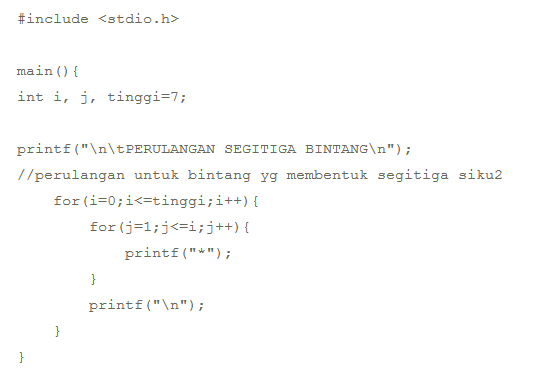 #include <stdio.h>
main(){
int i, j, tinggi=7;
printf("\n\tPERULANGAN SEGITIGA BINTANG\n");
//perulangan untuk bintang yg membentuk segitiga siku2
for(i=0;i<=tinggi;i++){
for(j=1;j<=i;j++){
printf("*");
}
printf("\n");
}
}